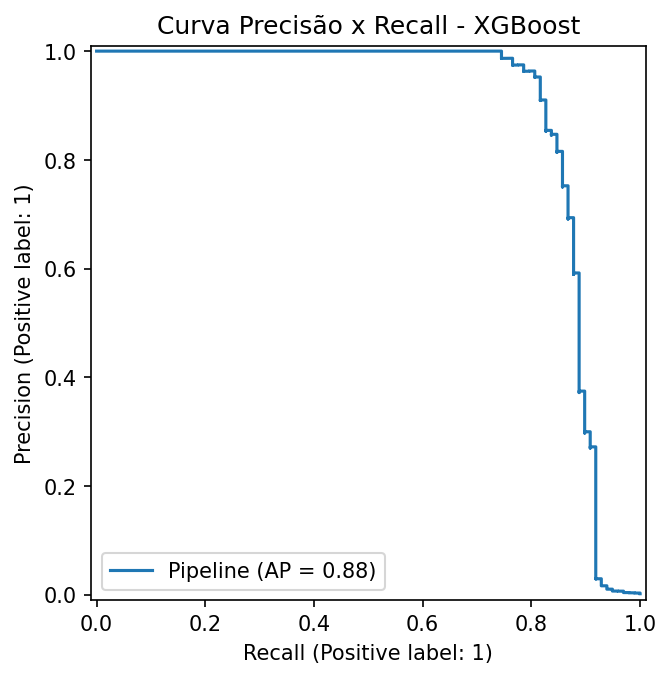 Curva Precisão x Recall - XGBoost
Precision (Positive label: 1)
1.0
0.8
0.6
0.4
0.2
0.0
Pipeline (AP = 0.88)
0.0 0.2 0.4 0.6 0.8 1.0
Recall (Positive label: 1)